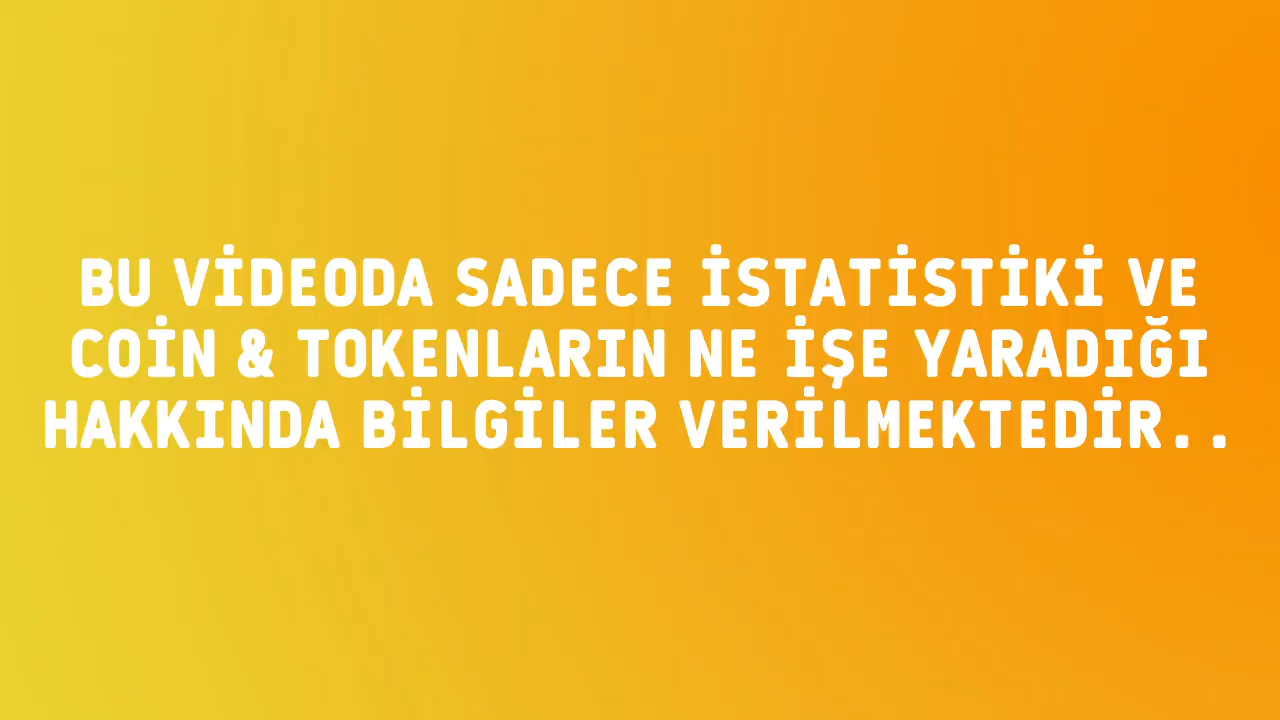 BU VİDEODA SADECE İSTATİSTİKİ VE
COİN & TOKENLARIN NE İŞE YARADIĞI
HAKKINDA BİLGİLER VERİLMEKTEDİR..